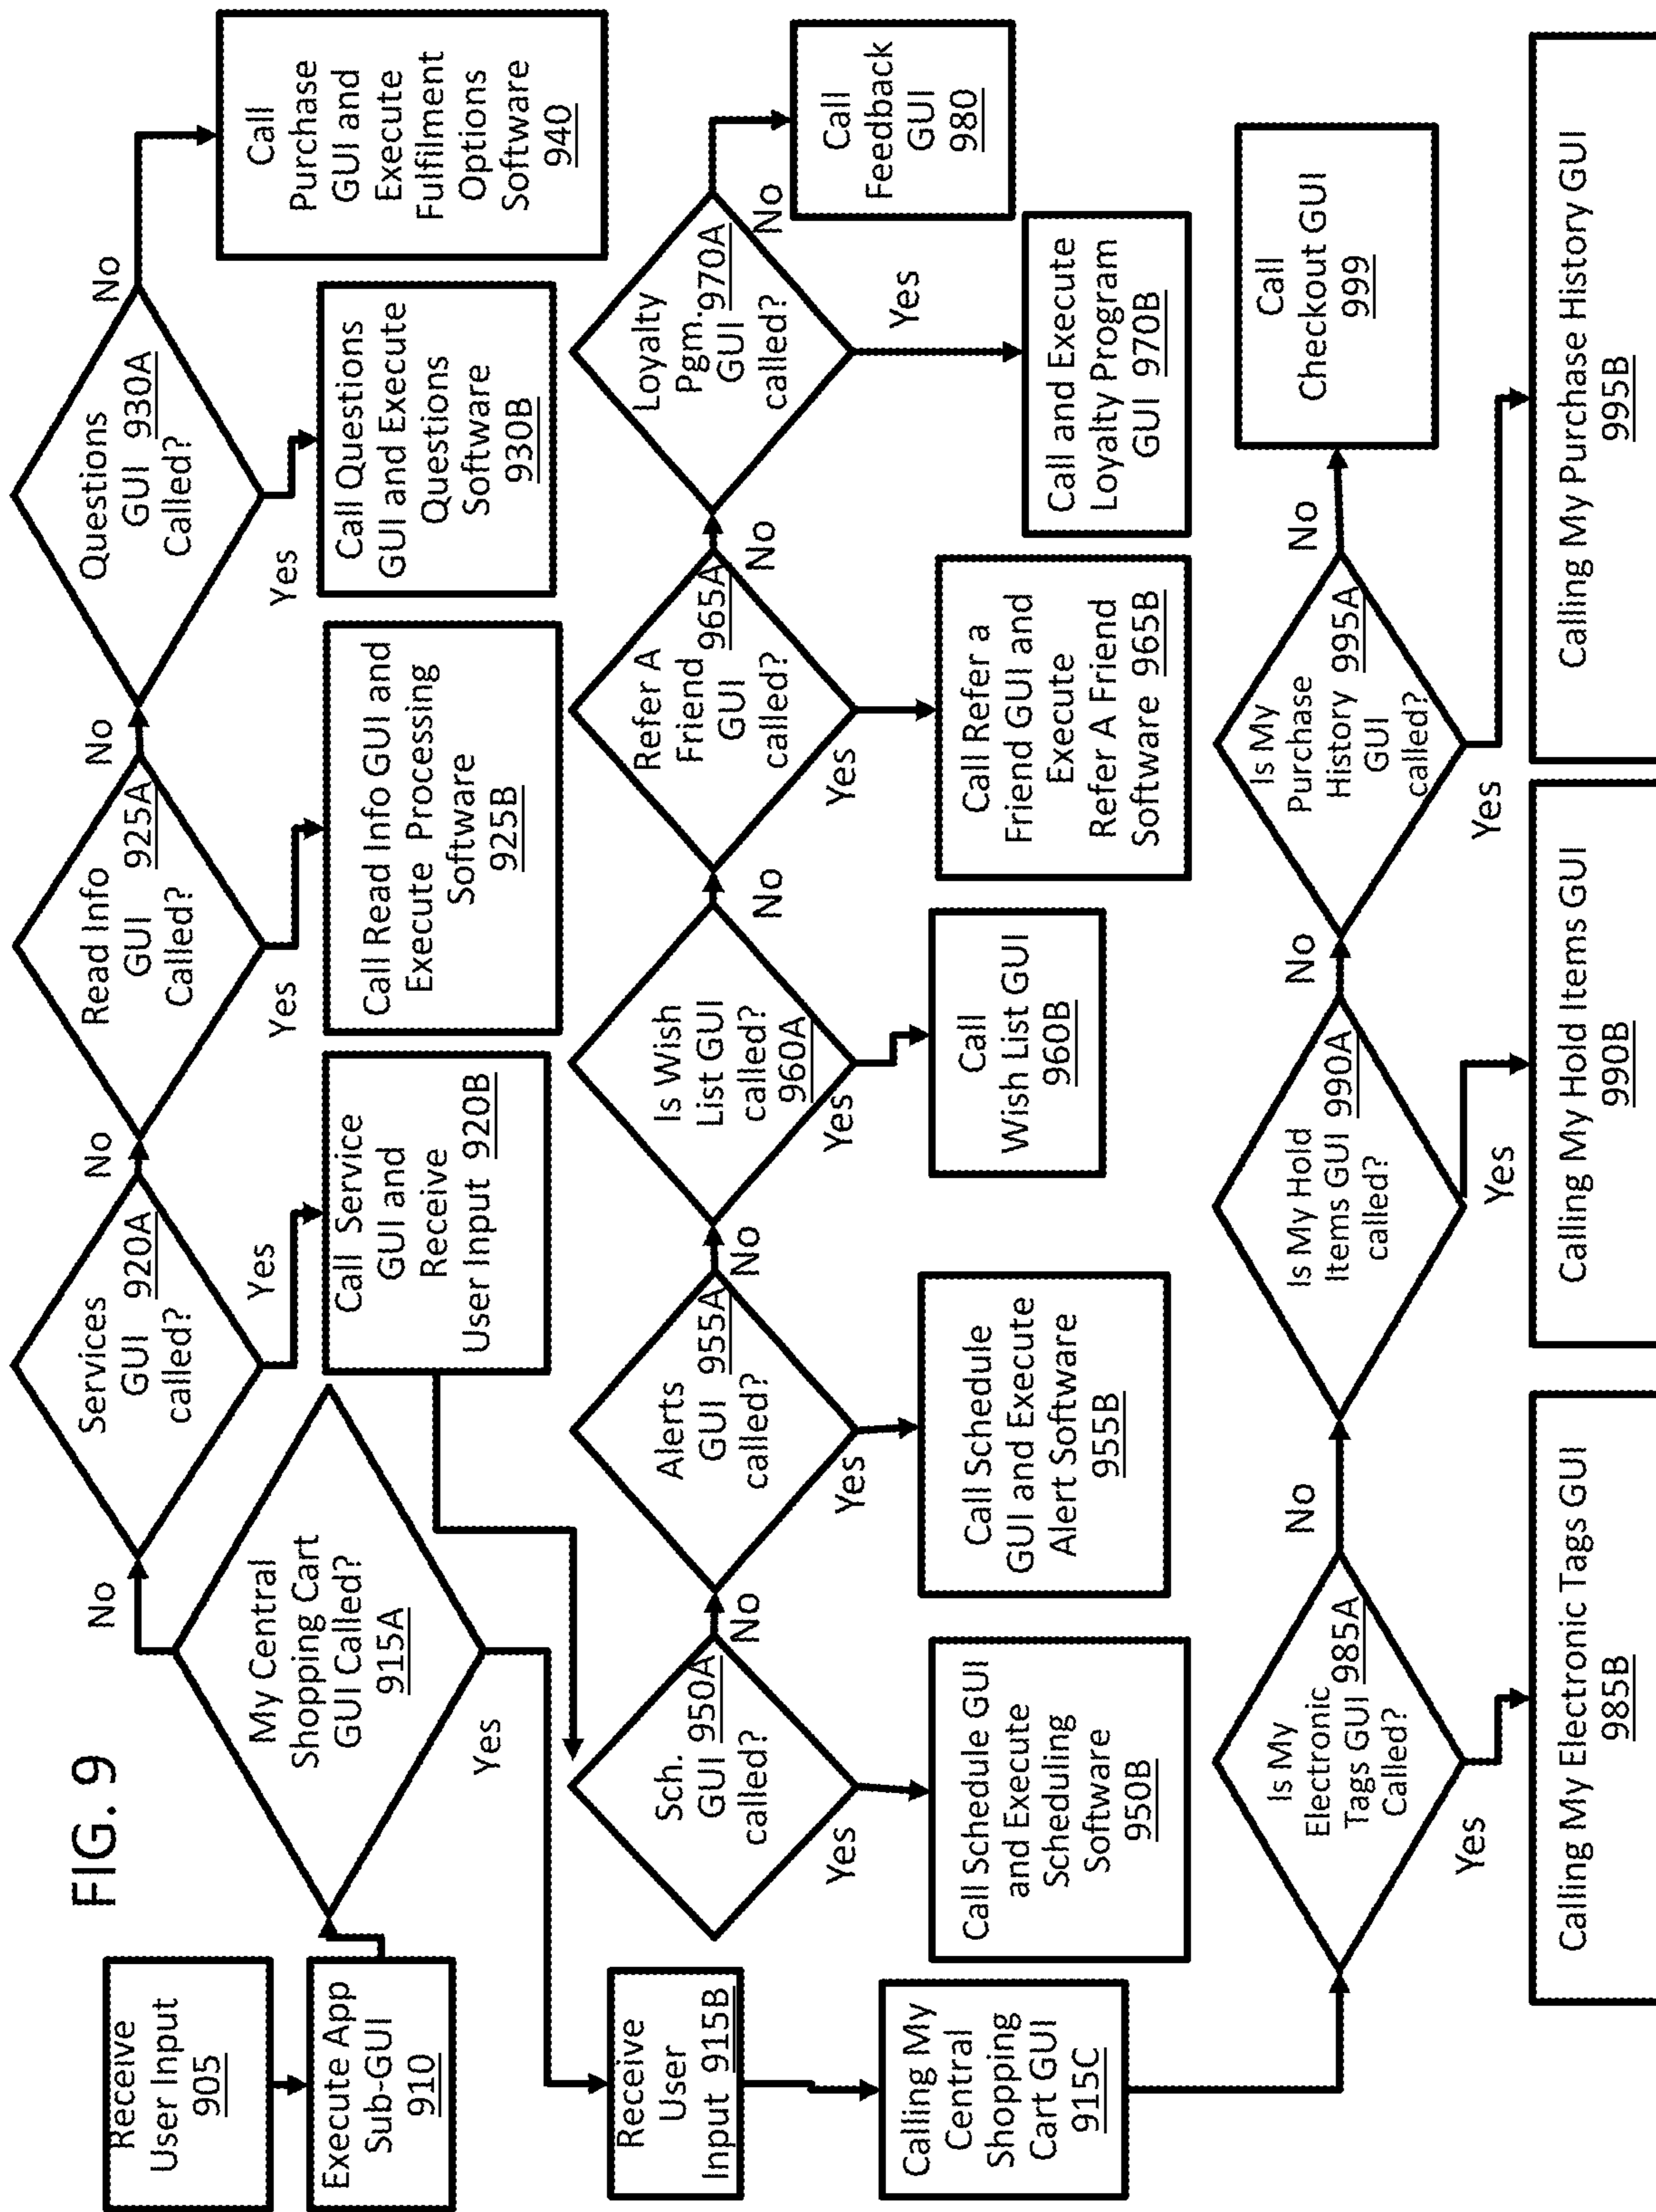 FIG. 9
Receive
User Input
905
Execute App
Sub-GUI
910
My Central
Shopping Cart
GUI Called?
915A
No
Yes
Services
GUI 920A
called?
No
Yes
Call Service
GUI and
Receive
User Input 920B
Read Info
GUI 925A
Called?
No
Yes
Call Read Info GUI and
Execute Processing
Software
925B
Questions
GUI 930A
Called?
No
Yes
Call Questions
GUI and Execute
Questions
Software
930B
Call
Purchase
GUI and
Execute
Fulfilment
Options
Software
940
Receive
User
Input 915B
Calling My
Central
Shopping
Cart GUI
915C
Sch.
GUI 950A
called?
No
Yes
Call Schedule GUI
and Execute
Scheduling
Software
950B
Alerts
GUI 955A
called?
No
Yes
Call Schedule
GUI and Execute
Alert Software
955B
Is Wish
List GUI
called?
960A
No
Yes
Call
Wish List GUI
960B
Refer A
Friend 965A
GUI
called?
No
Yes
Call Refer a
Friend GUI and
Execute
Refer A Friend
Software 965B
Loyalty
Pgm. 970A
GUI
called?
No
Yes
Call and Execute
Loyalty Program
GUI 970B
Call
Feedback
GUI
980
Is My
Electronic
Tags GUI 985A
Called?
No
Yes
Calling My Electronic Tags GUI
985B
Is My Hold
Items GUI 990A
called?
No
Yes
Calling My Hold Items GUI
990B
Is My
Purchase
History 995A
GUI
called?
No
Yes
Calling My Purchase History GUI
995B
Call
Checkout GUI
999